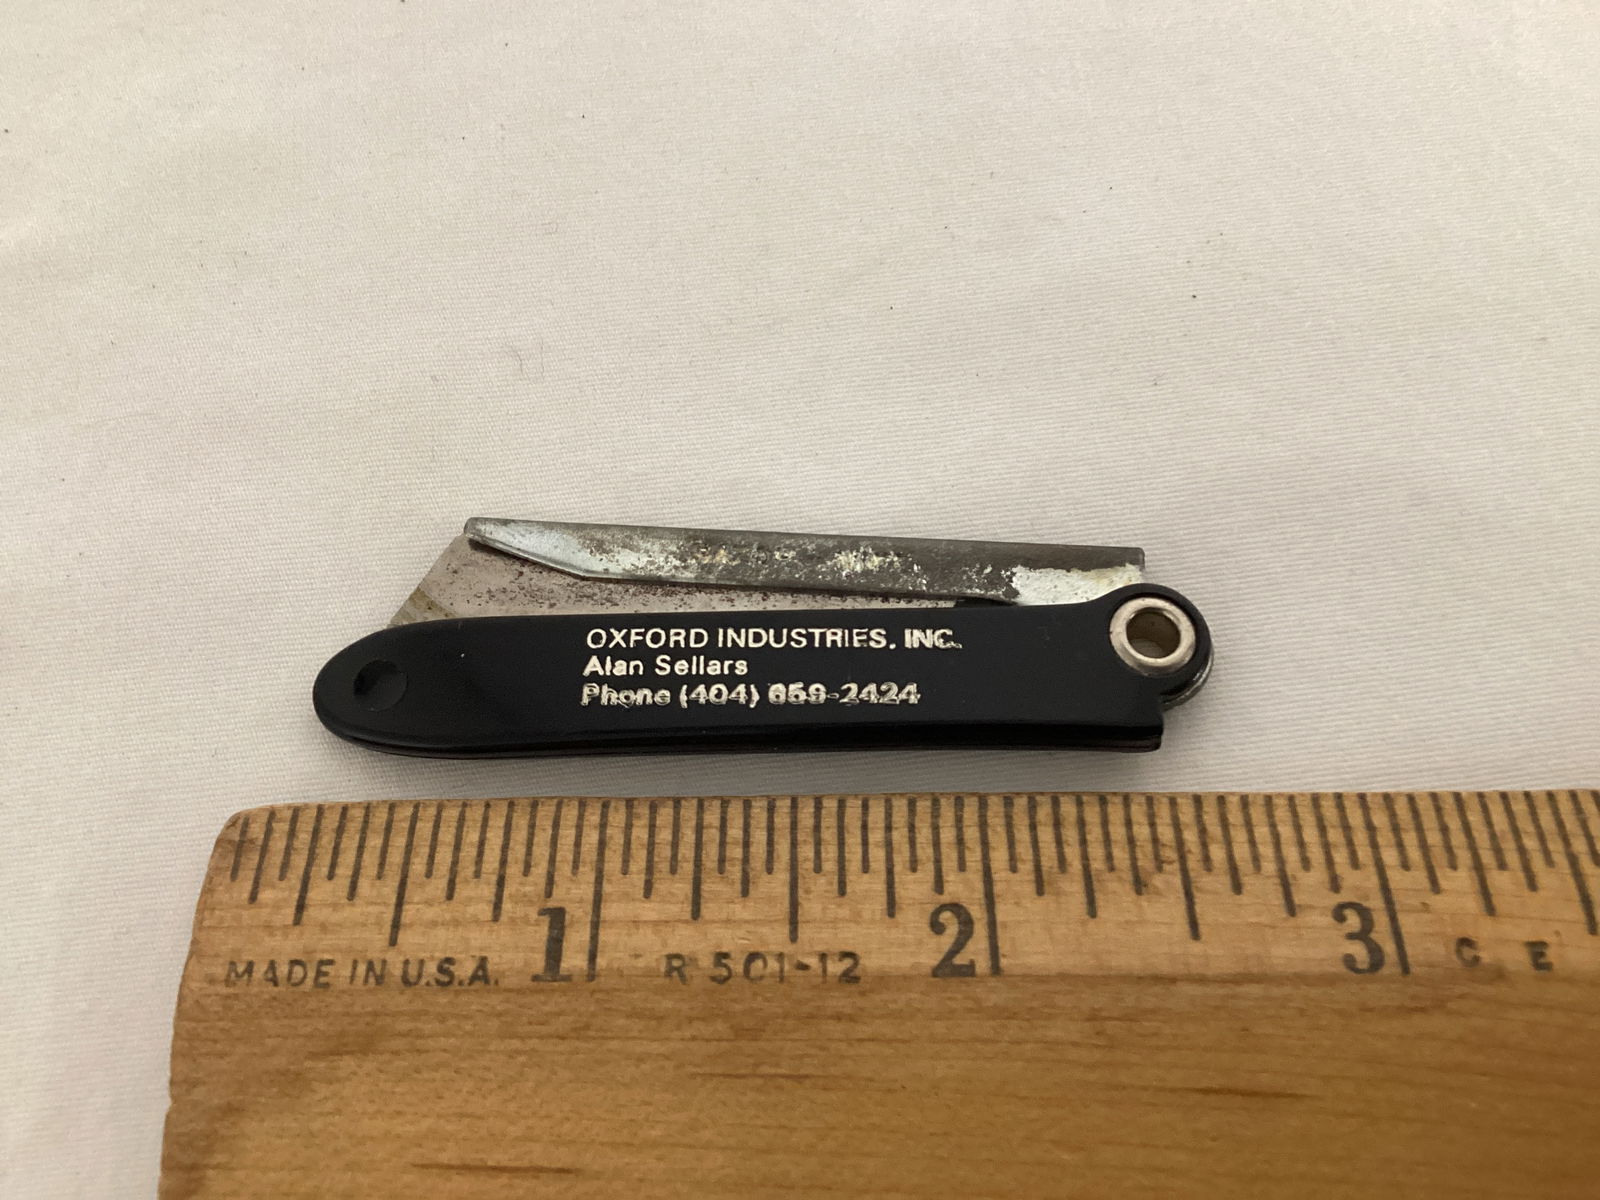 OXFORD INDUSTRIES, INC.
Alan Sellars
Phone (404) 659-2424
1 2 3
MADE IN U.S.A. R 501-12 C E